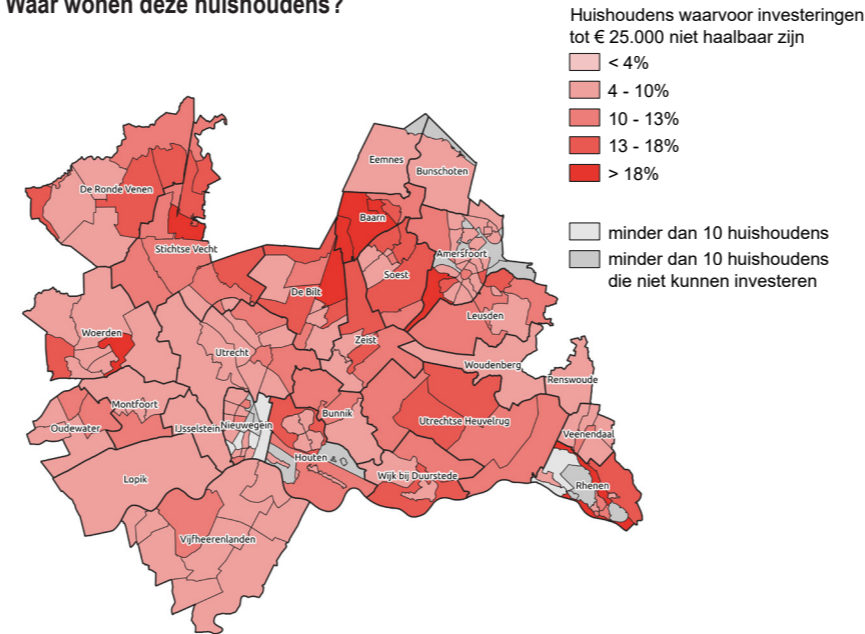 Waar wonen deze huishoudens?
Huishoudens waarvoor investeringen
tot € 25.000 niet haalbaar zijn
< 4%
4 - 10%
10 - 13%
13 - 18%
> 18%
minder dan 10 huishoudens
minder dan 10 huishoudens
die niet kunnen investeren
Eemnes
Bunschoten
De Ronde Venen
Baarn
Stichtse Vecht
Amersfoort
Soest
De Bilt
Leusden
Woerden
Zeist
Utrecht
Woudenberg
Renswoude
Montfoort
Bunnik
Oudewater
IJsselstein
Nieuwegein
Utrechtse Heuvelrug
Veenendaal
Houten
Lopik
Wijk bij Duurstede
Rhenen
Vijfheerenlanden